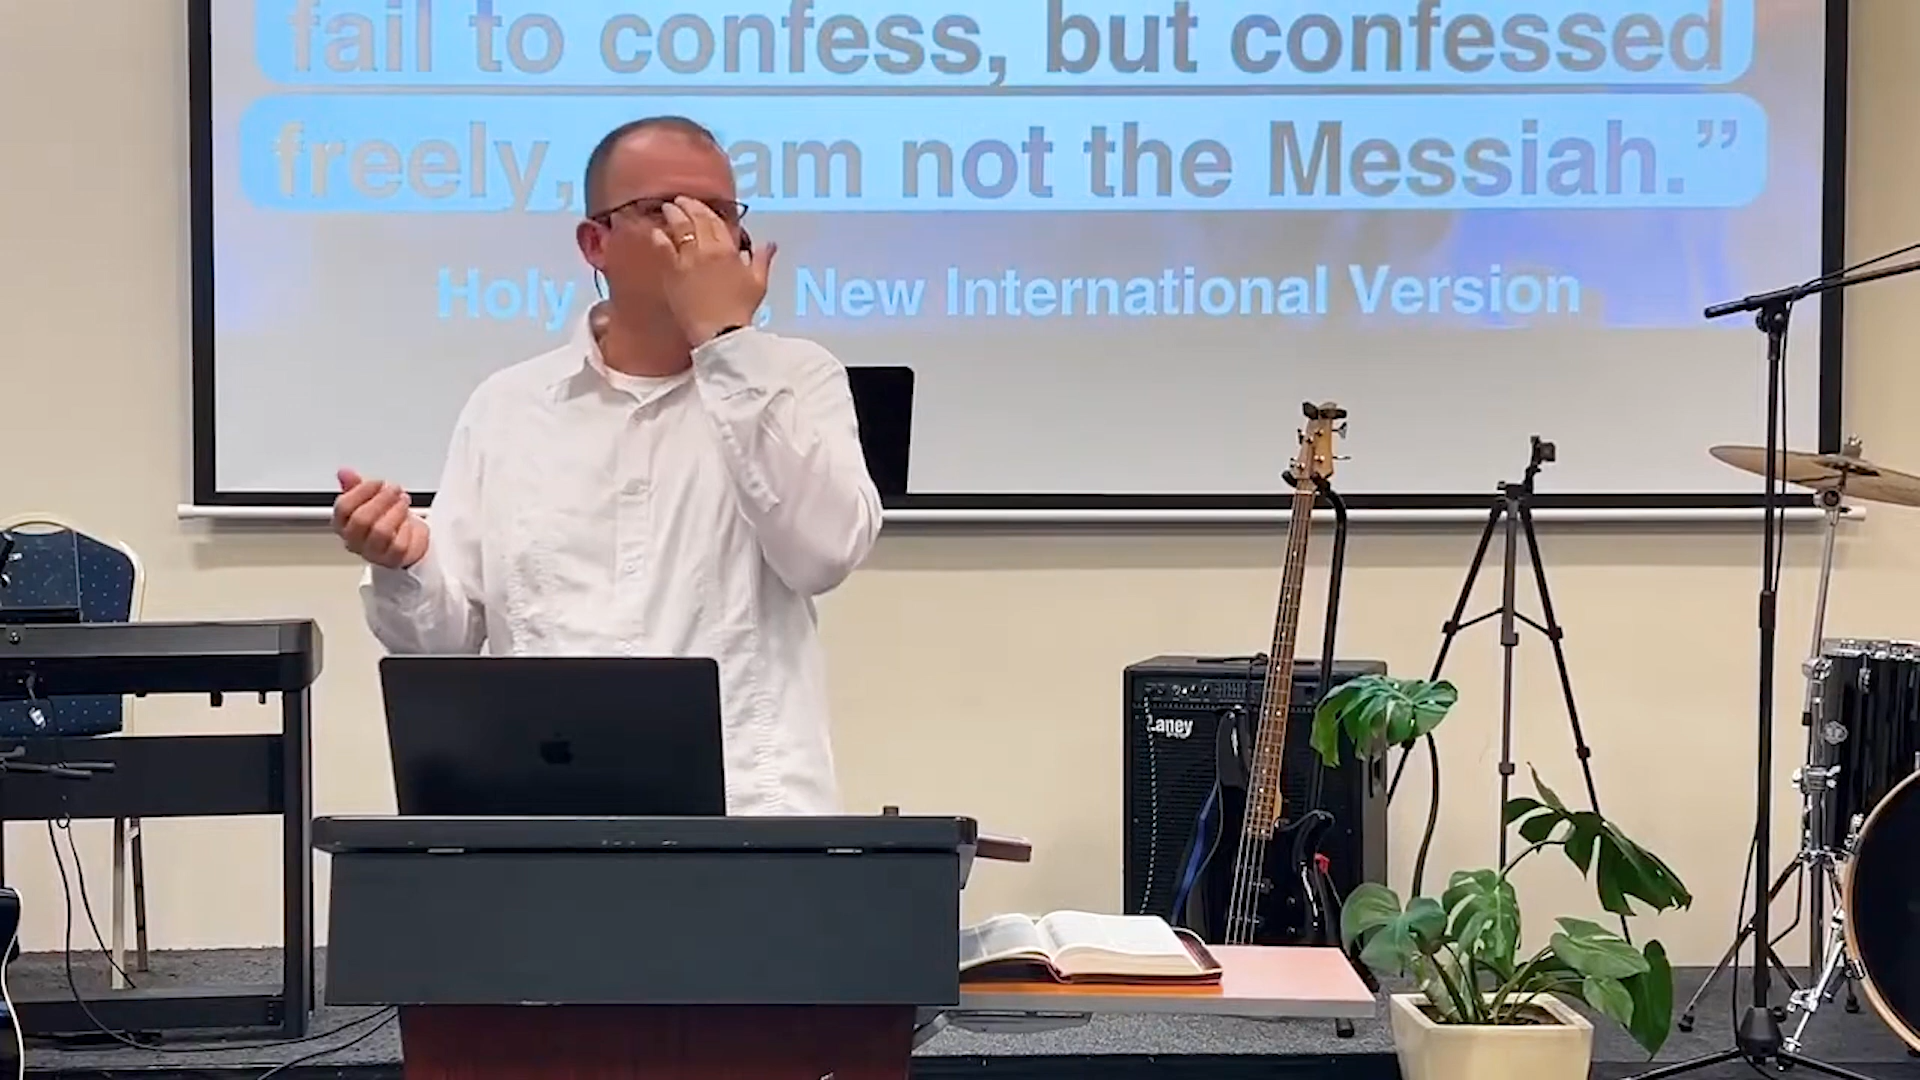 fail to confess, but confessed
freely, am not the Messiah.”
Holy , New International Version
Laney